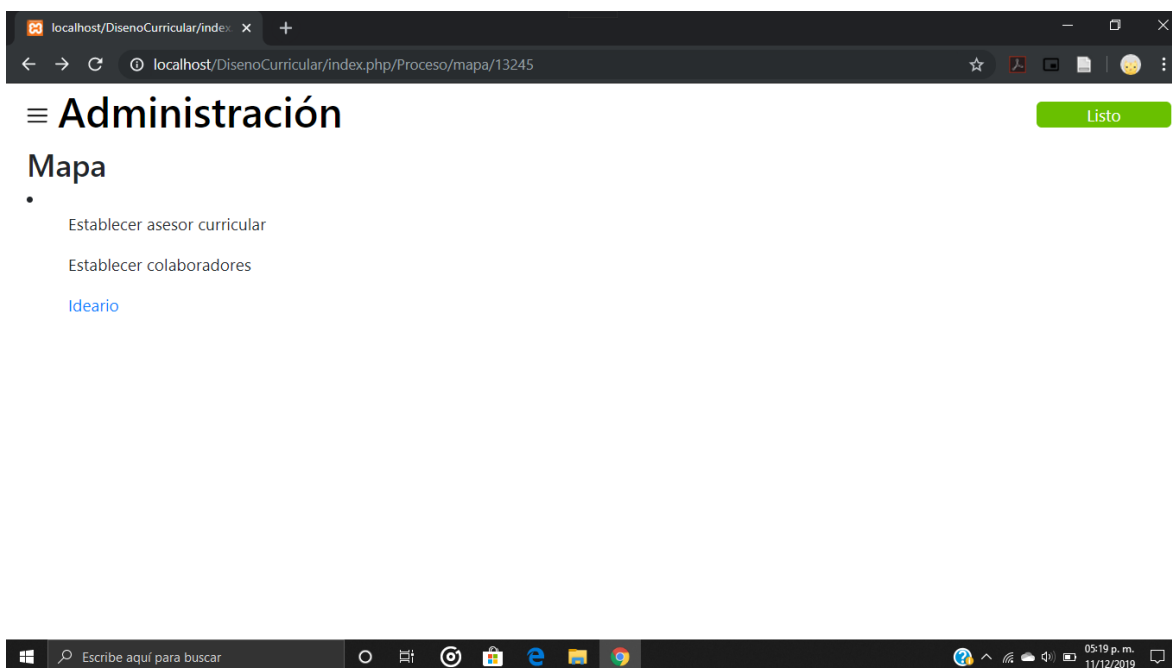 localhost/DisenoCurricular/index
localhost/DisenoCurricular/index.php/Proceso/mapa/13245
Administración
Listo
Mapa
Establecer asesor curricular
Establecer colaboradores
Ideario
Escribe aquí para buscar
05:19 p. m.
11/12/2019